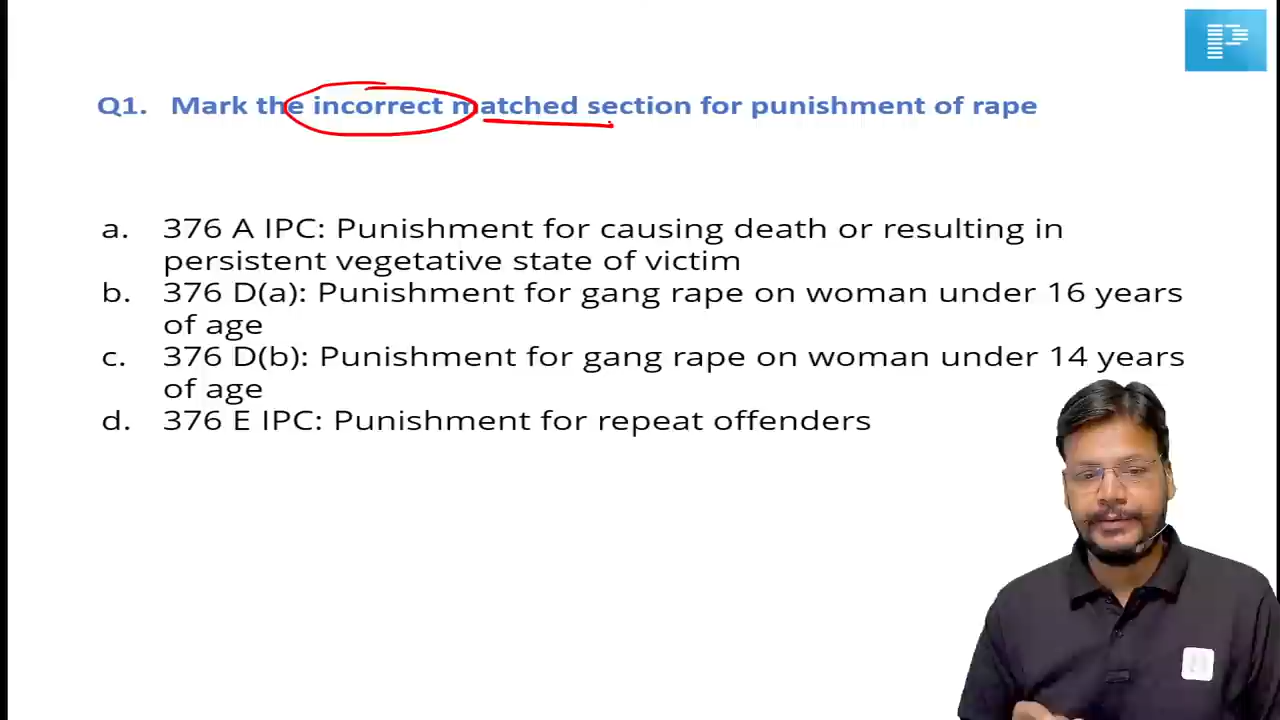 Q1. Mark the incorrect matched section for punishment of rape
a. 376 A IPC: Punishment for causing death or resulting in
persistent vegetative state of victim
b. 376 D(a): Punishment for gang rape on woman under 16 years
of age
c. 376 D(b): Punishment for gang rape on woman under 14 years
of age
d. 376 E IPC: Punishment for repeat offenders